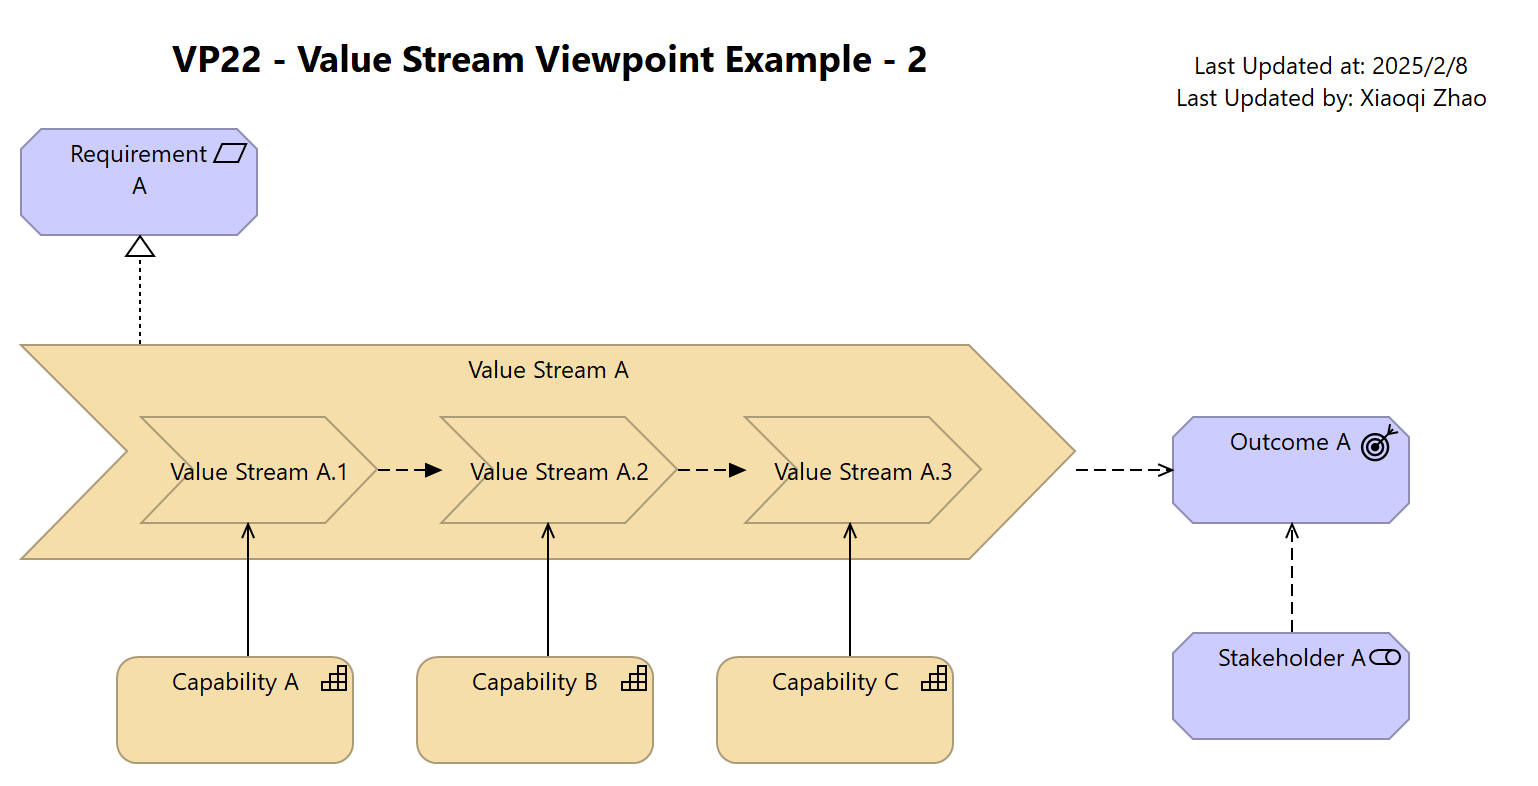 VP22 - Value Stream Viewpoint Example - 2
Last Updated at: 2025/2/8
Last Updated by: Xiaoqi Zhao
Requirement
A
Value Stream A
Value Stream A.1
Value Stream A.2
Value Stream A.3
Outcome A
Capability A
Capability B
Capability C
Stakeholder A